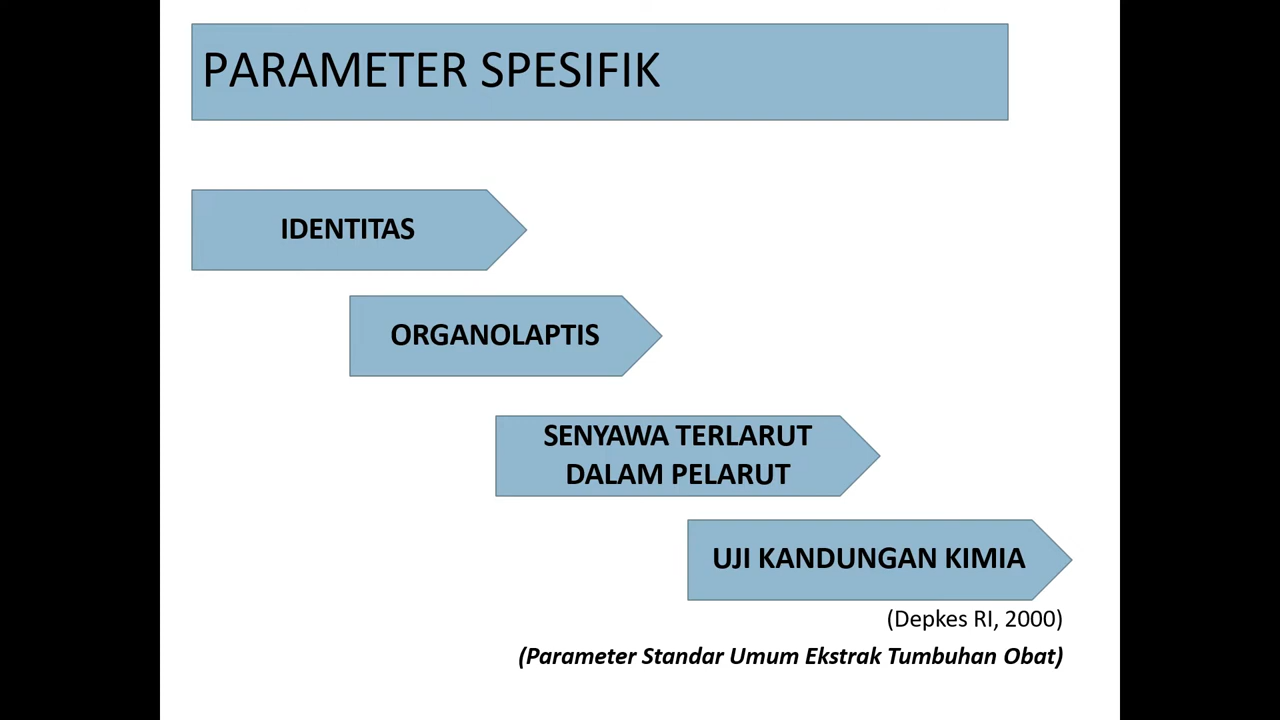 PARAMETER SPESIFIK
IDENTITAS
ORGANOLAPTIS
SENYAWA TERLARUT
DALAM PELARUT
UJI KANDUNGAN KIMIA
(Depkes RI, 2000)
(Parameter Standar Umum Ekstrak Tumbuhan Obat)